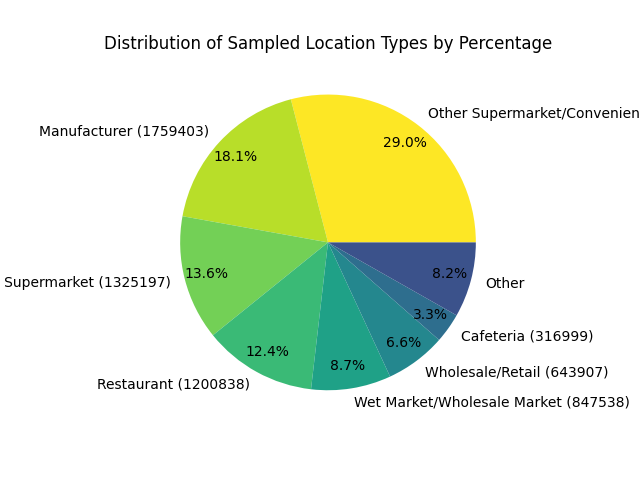 Distribution of Sampled Location Types by Percentage
Other Supermarket/Convenien
29.0%
Manufacturer (1759403)
18.1%
Supermarket (1325197)
13.6%
Restaurant (1200838)
12.4%
Wet Market/Wholesale Market (847538)
8.7%
Wholesale/Retail (643907)
6.6%
Cafeteria (316999)
3.3%
Other
8.2%